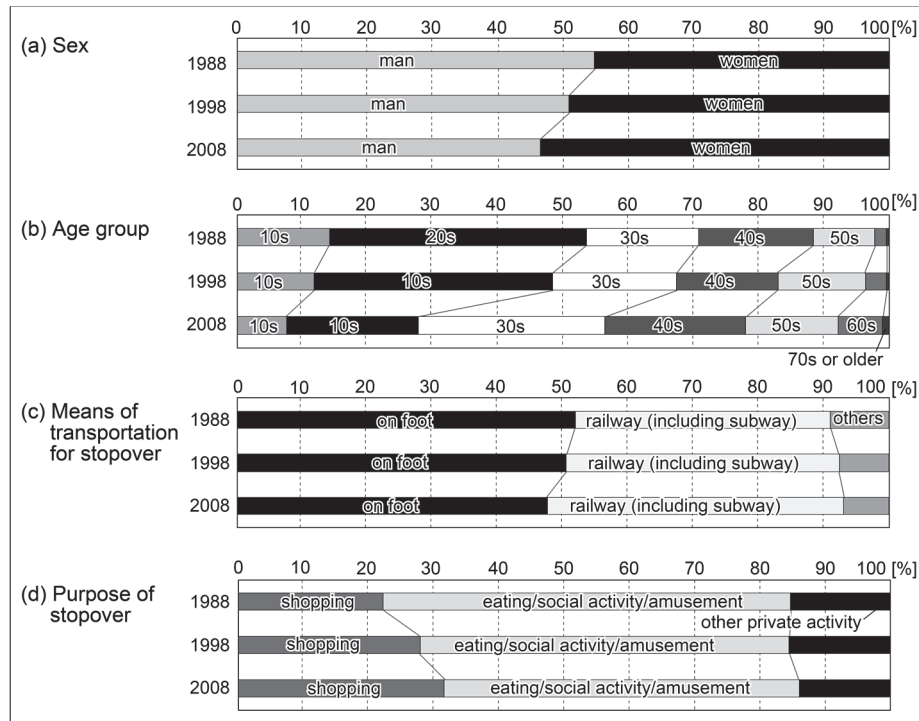 0 10 20 30 40 50 60 70 80 90 100 [%]
(a) Sex
1988 man women
1998 man women
2008 man women
0 10 20 30 40 50 60 70 80 90 100 [%]
(b) Age group
1988 10s 20s 30s 40s 50s
1998 10s 10s 30s 40s 50s
2008 10s 10s 30s 40s 50s 60s
70s or older
0 10 20 30 40 50 60 70 80 90 100 [%]
(c) Means of
transportation
for stopover
1988 on foot railway (including subway) others
1998 on foot railway (including subway)
2008 on foot railway (including subway)
0 10 20 30 40 50 60 70 80 90 100 [%]
(d) Purpose of
stopover
1988 shopping eating/social activity/amusement
other private activity
1998 shopping eating/social activity/amusement
2008 shopping eating/social activity/amusement